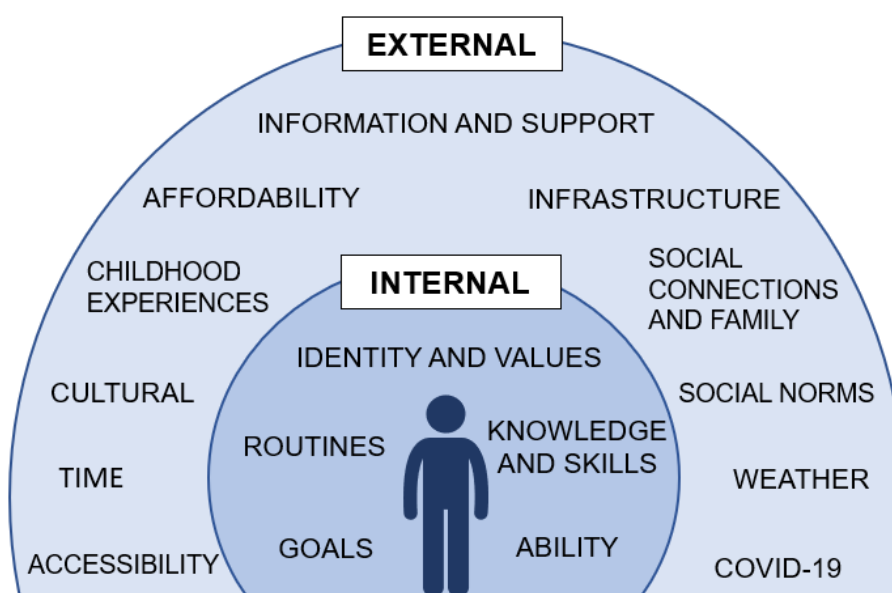 EXTERNAL
INFORMATION AND SUPPORT
AFFORDABILITY
INFRASTRUCTURE
CHILDHOOD
EXPERIENCES
SOCIAL
CONNECTIONS
AND FAMILY
INTERNAL
IDENTITY AND VALUES
CULTURAL
SOCIAL NORMS
ROUTINES
KNOWLEDGE
AND SKILLS
TIME
WEATHER
GOALS
ABILITY
ACCESSIBILITY
COVID-19